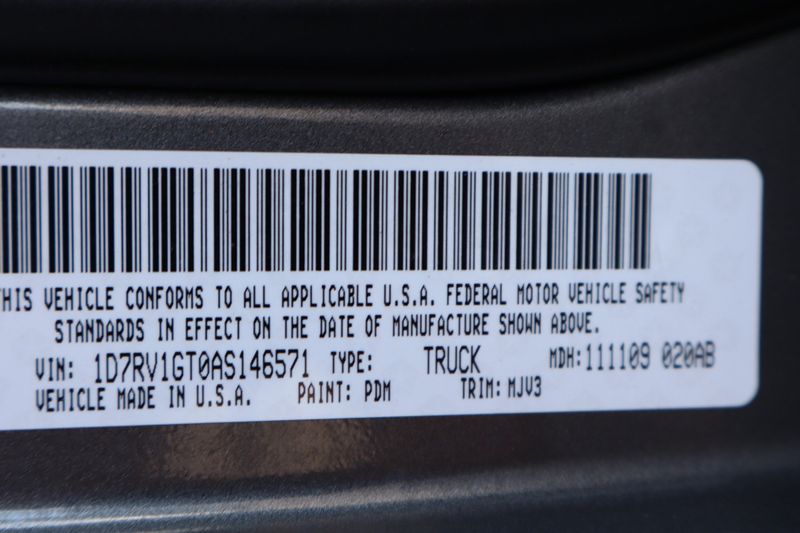 THIS VEHICLE CONFORMS TO ALL APPLICABLE U.S.A. FEDERAL MOTOR VEHICLE SAFETY
STANDARDS IN EFFECT ON THE DATE OF MANUFACTURE SHOWN ABOVE.
VIN: 1D7RV1GT0AS146571 TYPE: TRUCK MDH:111109 020AB
VEHICLE MADE IN U.S.A. PAINT: PDM TRIM: MJV3